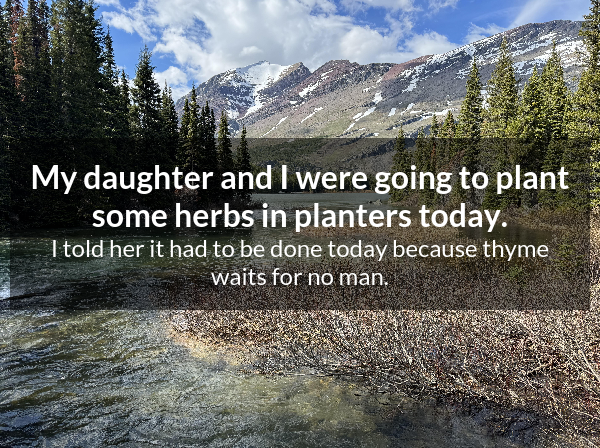 My daughter and I were going to plant
some herbs in planters today.
I told her it had to be done today because thyme
waits for no man.